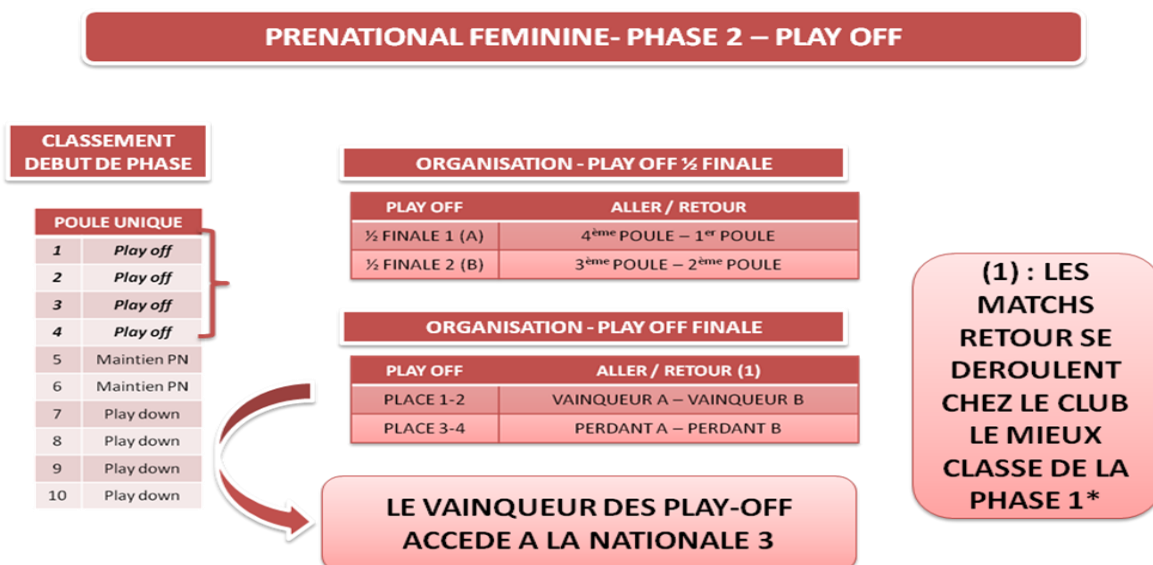 PRENATIONAL FEMININE- PHASE 2 – PLAY OFF
CLASSEMENT
DEBUT DE PHASE
POULE UNIQUE
1 Play off
2 Play off
3 Play off
4 Play off
5 Maintien PN
6 Maintien PN
7 Play down
8 Play down
9 Play down
10 Play down
ORGANISATION - PLAY OFF ½ FINALE
PLAY OFF ALLER / RETOUR
½ FINALE 1 (A) 4ème POULE – 1er POULE
½ FINALE 2 (B) 3ème POULE – 2ème POULE
ORGANISATION - PLAY OFF FINALE
PLAY OFF ALLER / RETOUR (1)
PLACE 1-2 VAINQUEUR A – VAINQUEUR B
PLACE 3-4 PERDANT A – PERDANT B
LE VAINQUEUR DES PLAY-OFF
ACCEDE A LA NATIONALE 3
(1) : LES
MATCHS
RETOUR SE
DEROULENT
CHEZ LE CLUB
LE MIEUX
CLASSE DE LA
PHASE 1*